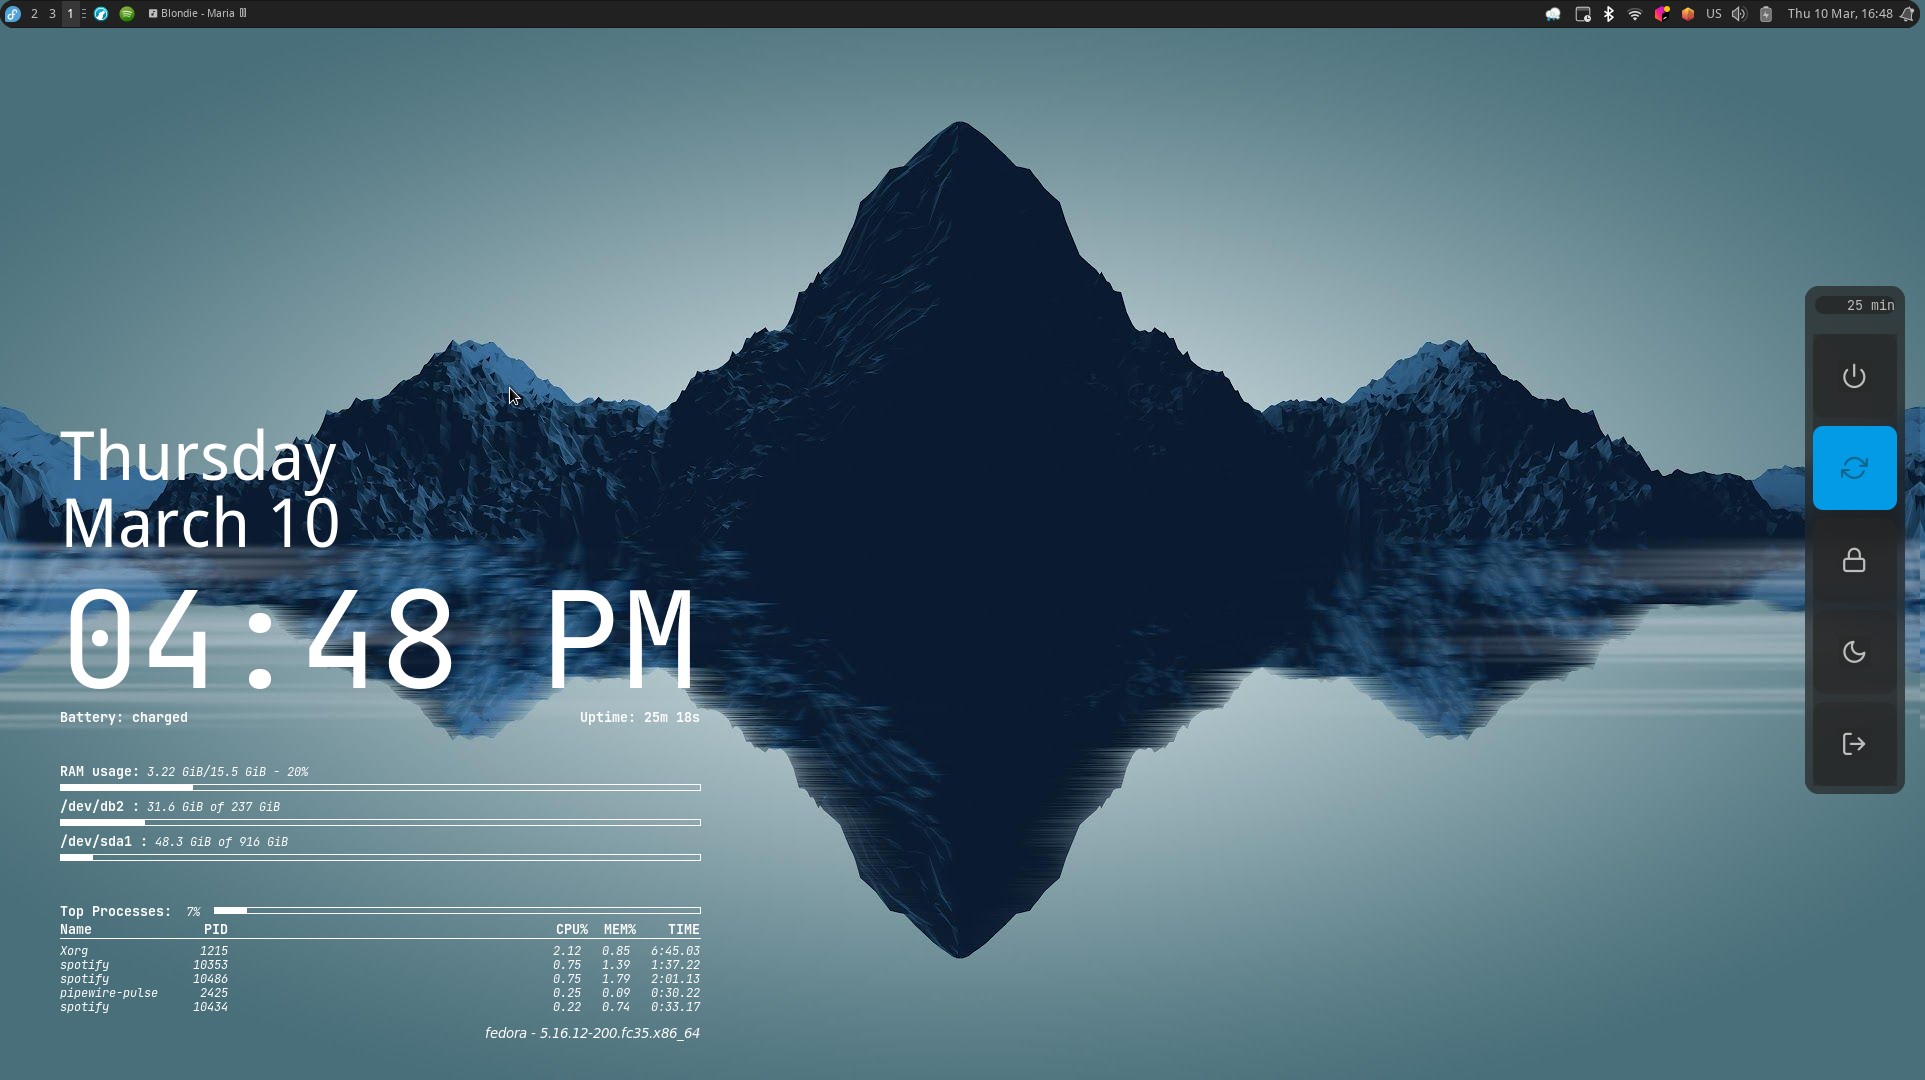 2 3 1 Blondie - Maria US Thu 10 Mar, 16:48
25 min
Thursday
March 10
04:48 PM
Battery: charged Uptime: 25m 18s
RAM usage: 3.22 GiB/15.5 GiB - 20%
/dev/db2 : 31.6 GiB of 237 GiB
/dev/sda1 : 48.3 GiB of 916 GiB
Top Processes: 7%
Name PID CPU% MEM% TIME
Xorg 1215 2.12 0.85 6:45.03
spotify 10353 0.75 1.39 1:37.22
spotify 10486 0.75 1.79 2:01.13
pipewire-pulse 2425 0.25 0.09 0:30.22
spotify 10434 0.22 0.74 0:33.17
fedora - 5.16.12-200.fc35.x86_64